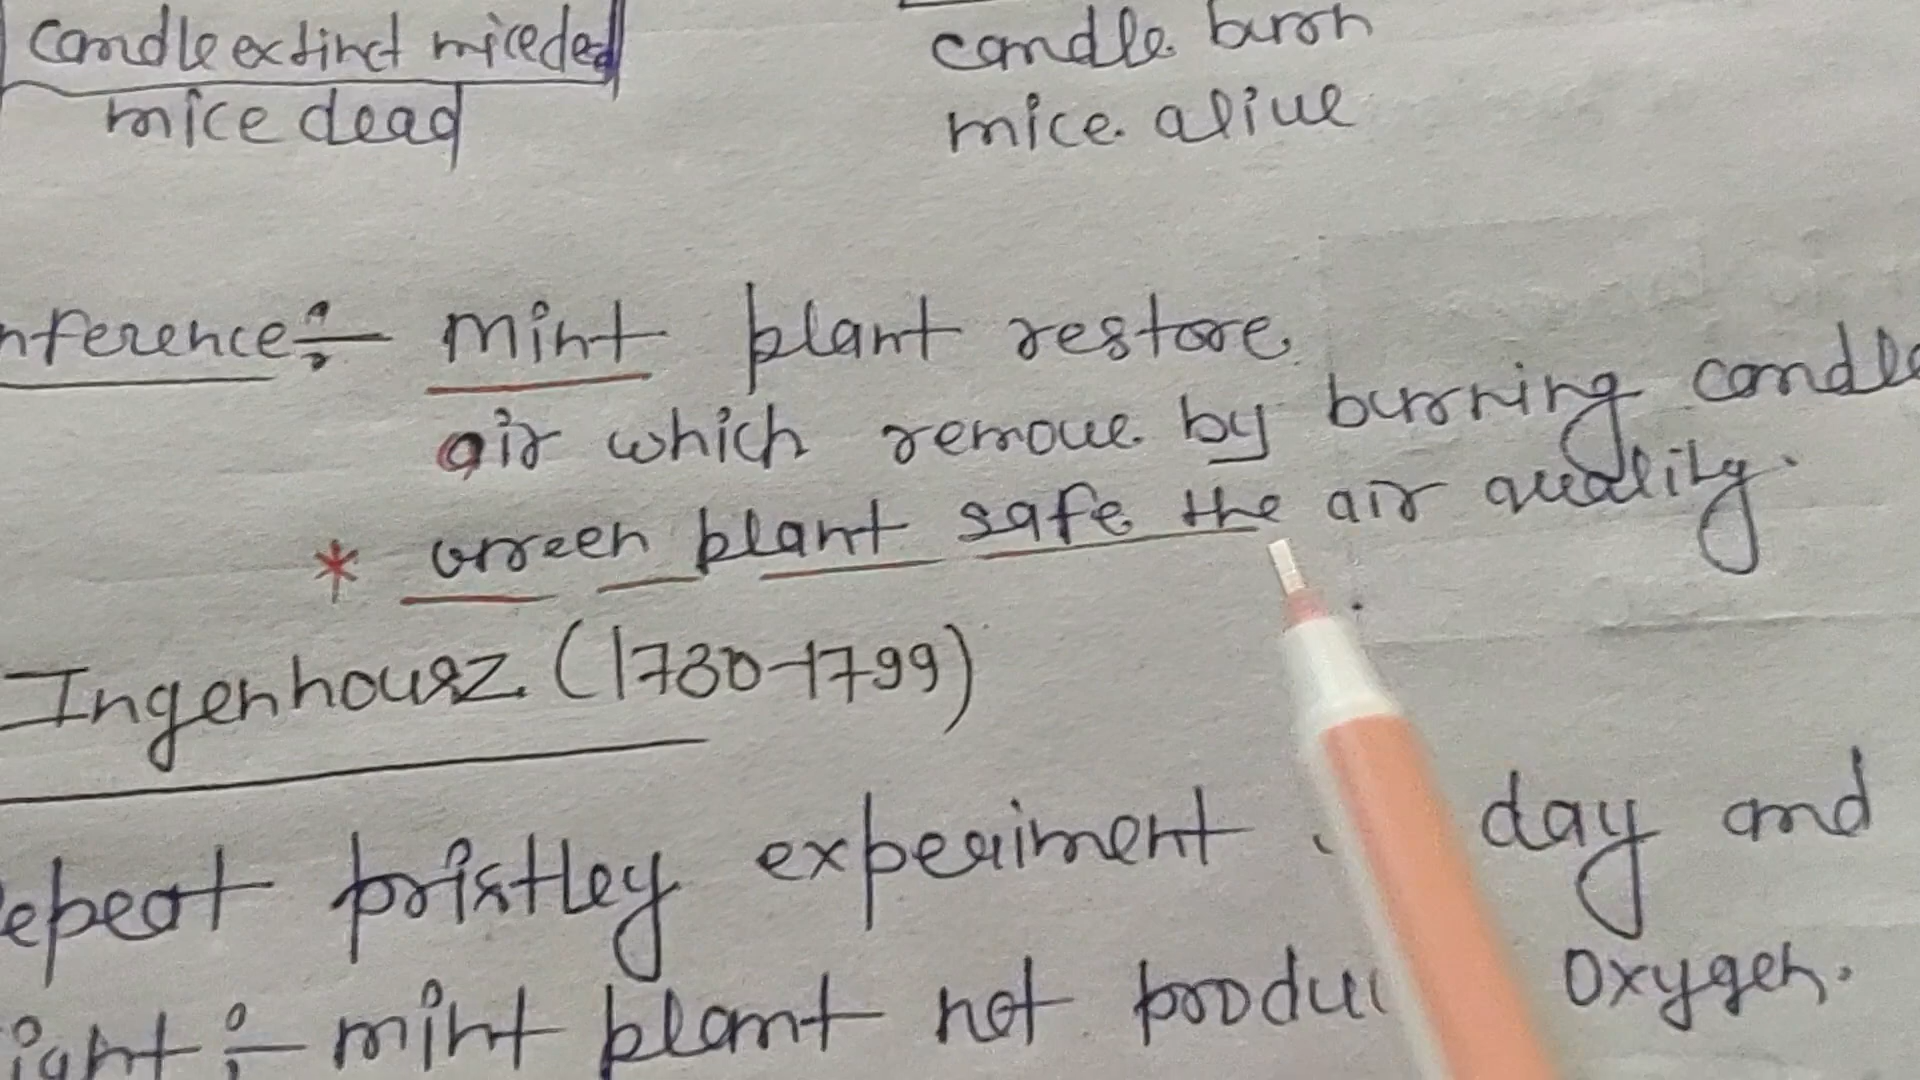 candle extinct mice ded
candle burn
mice dead
mice alive
nference ÷ mint plant restore
air which remove by burning candle
* Green plant safe the air quality.
Ingenhousz (1730-1799)
epeat pristley experiment day and
ight ÷ mint plant not produ oxygen.